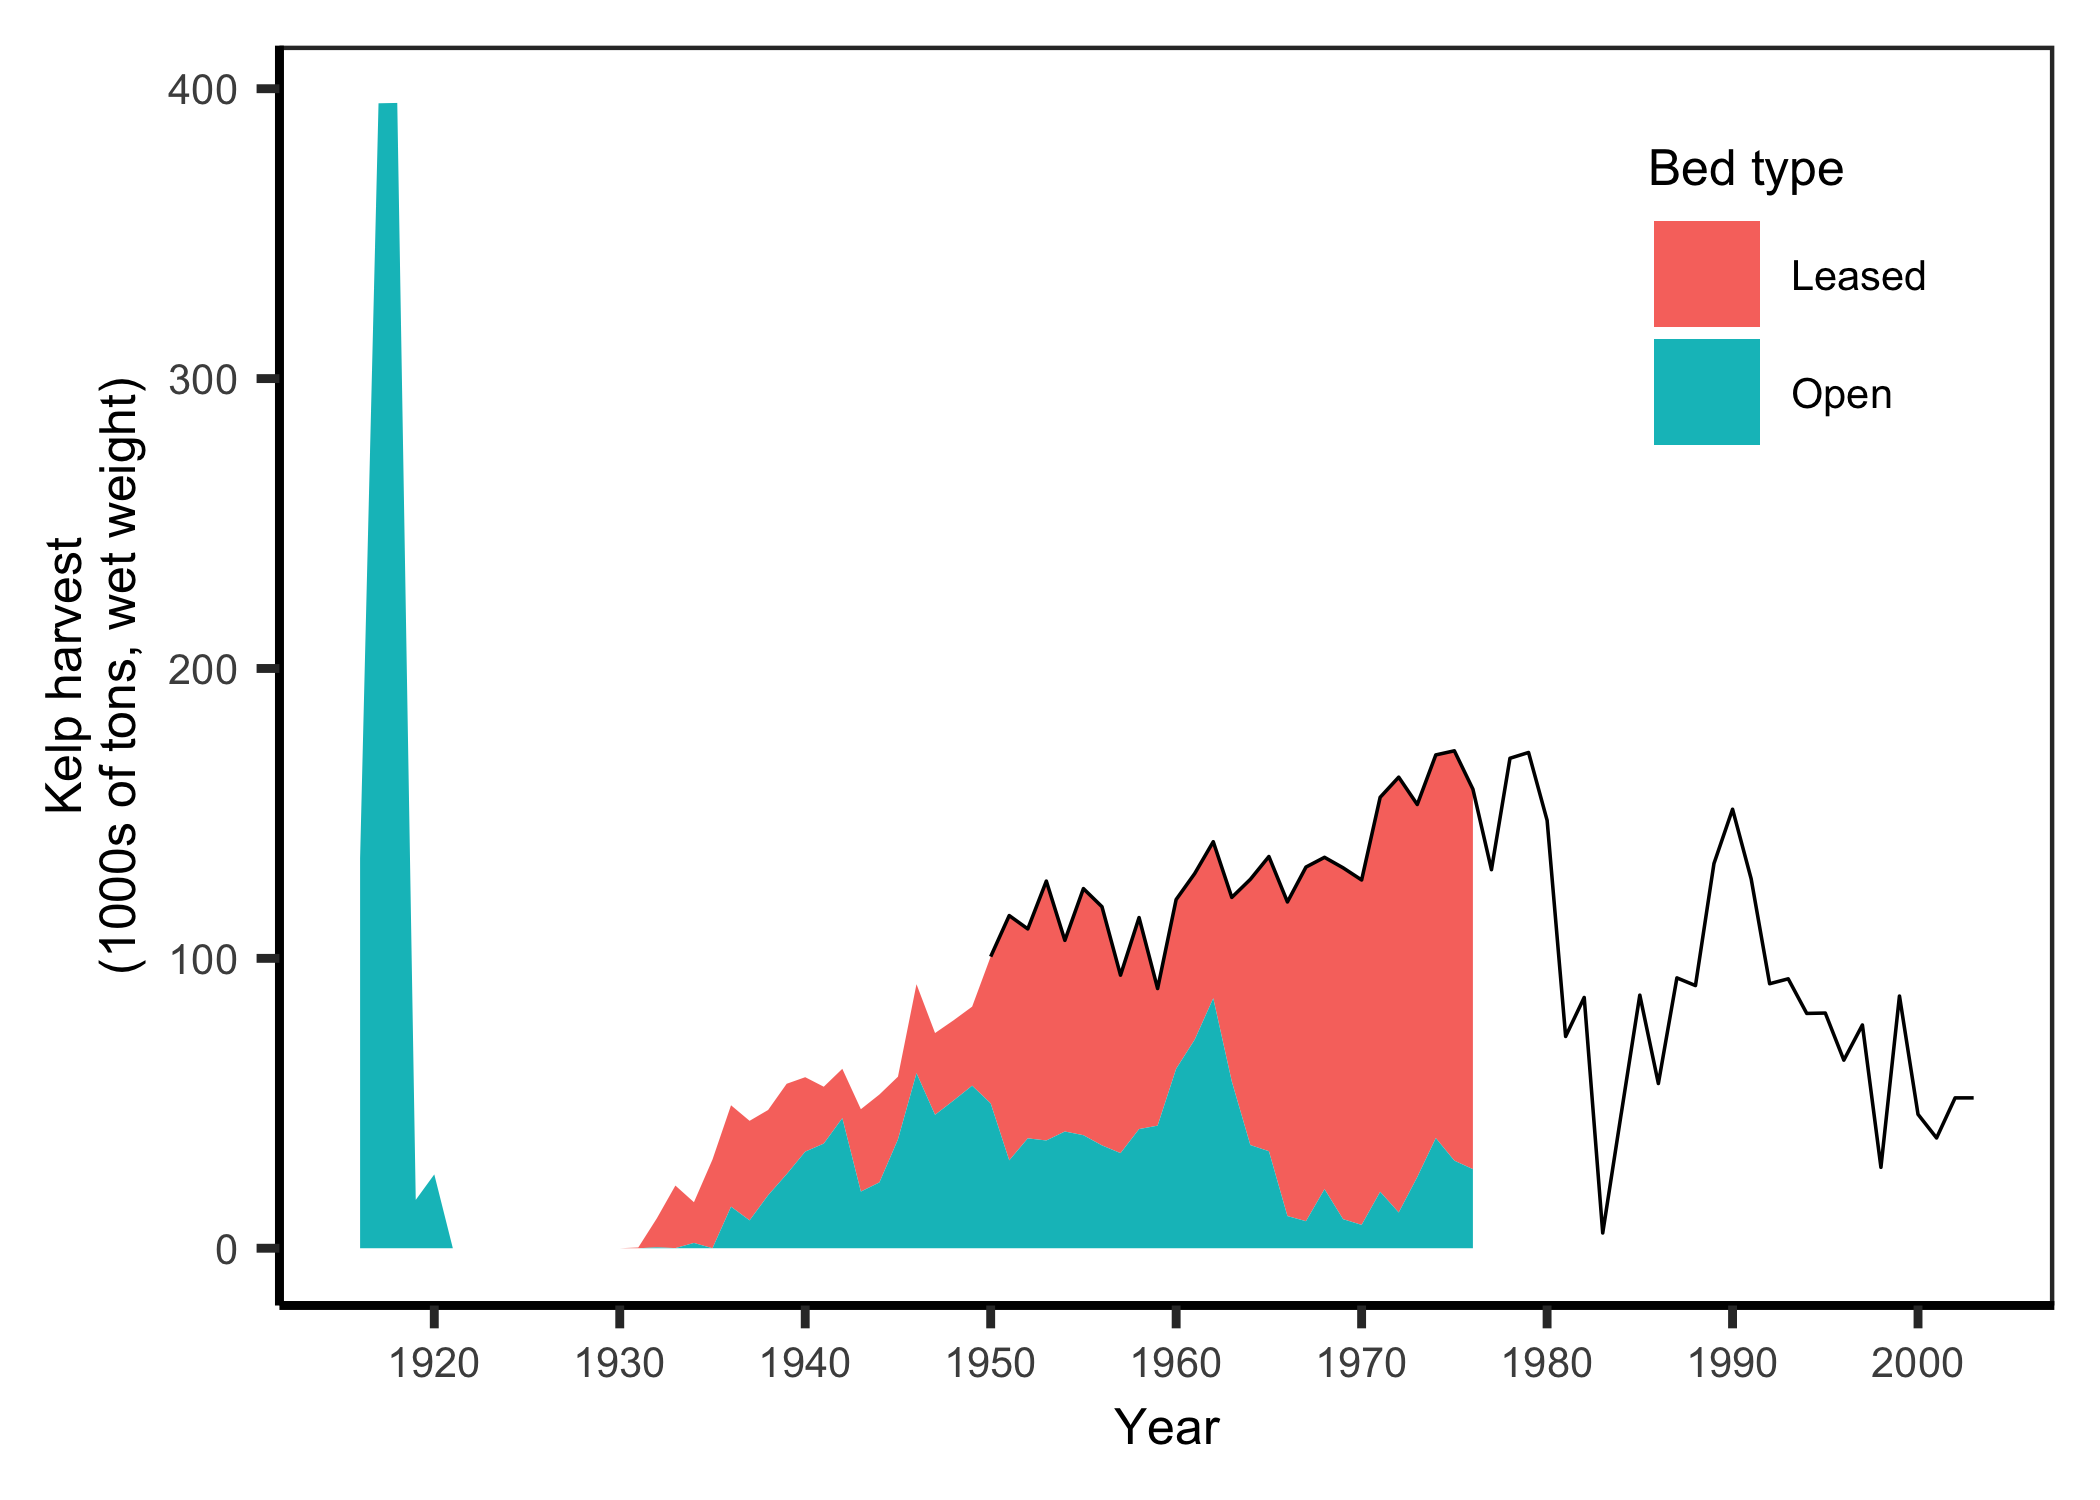 Kelp harvest
(1000s of tons, wet weight)
400
300
200
100
0
Bed type
Leased
Open
1920 1930 1940 1950 1960 1970 1980 1990 2000
Year